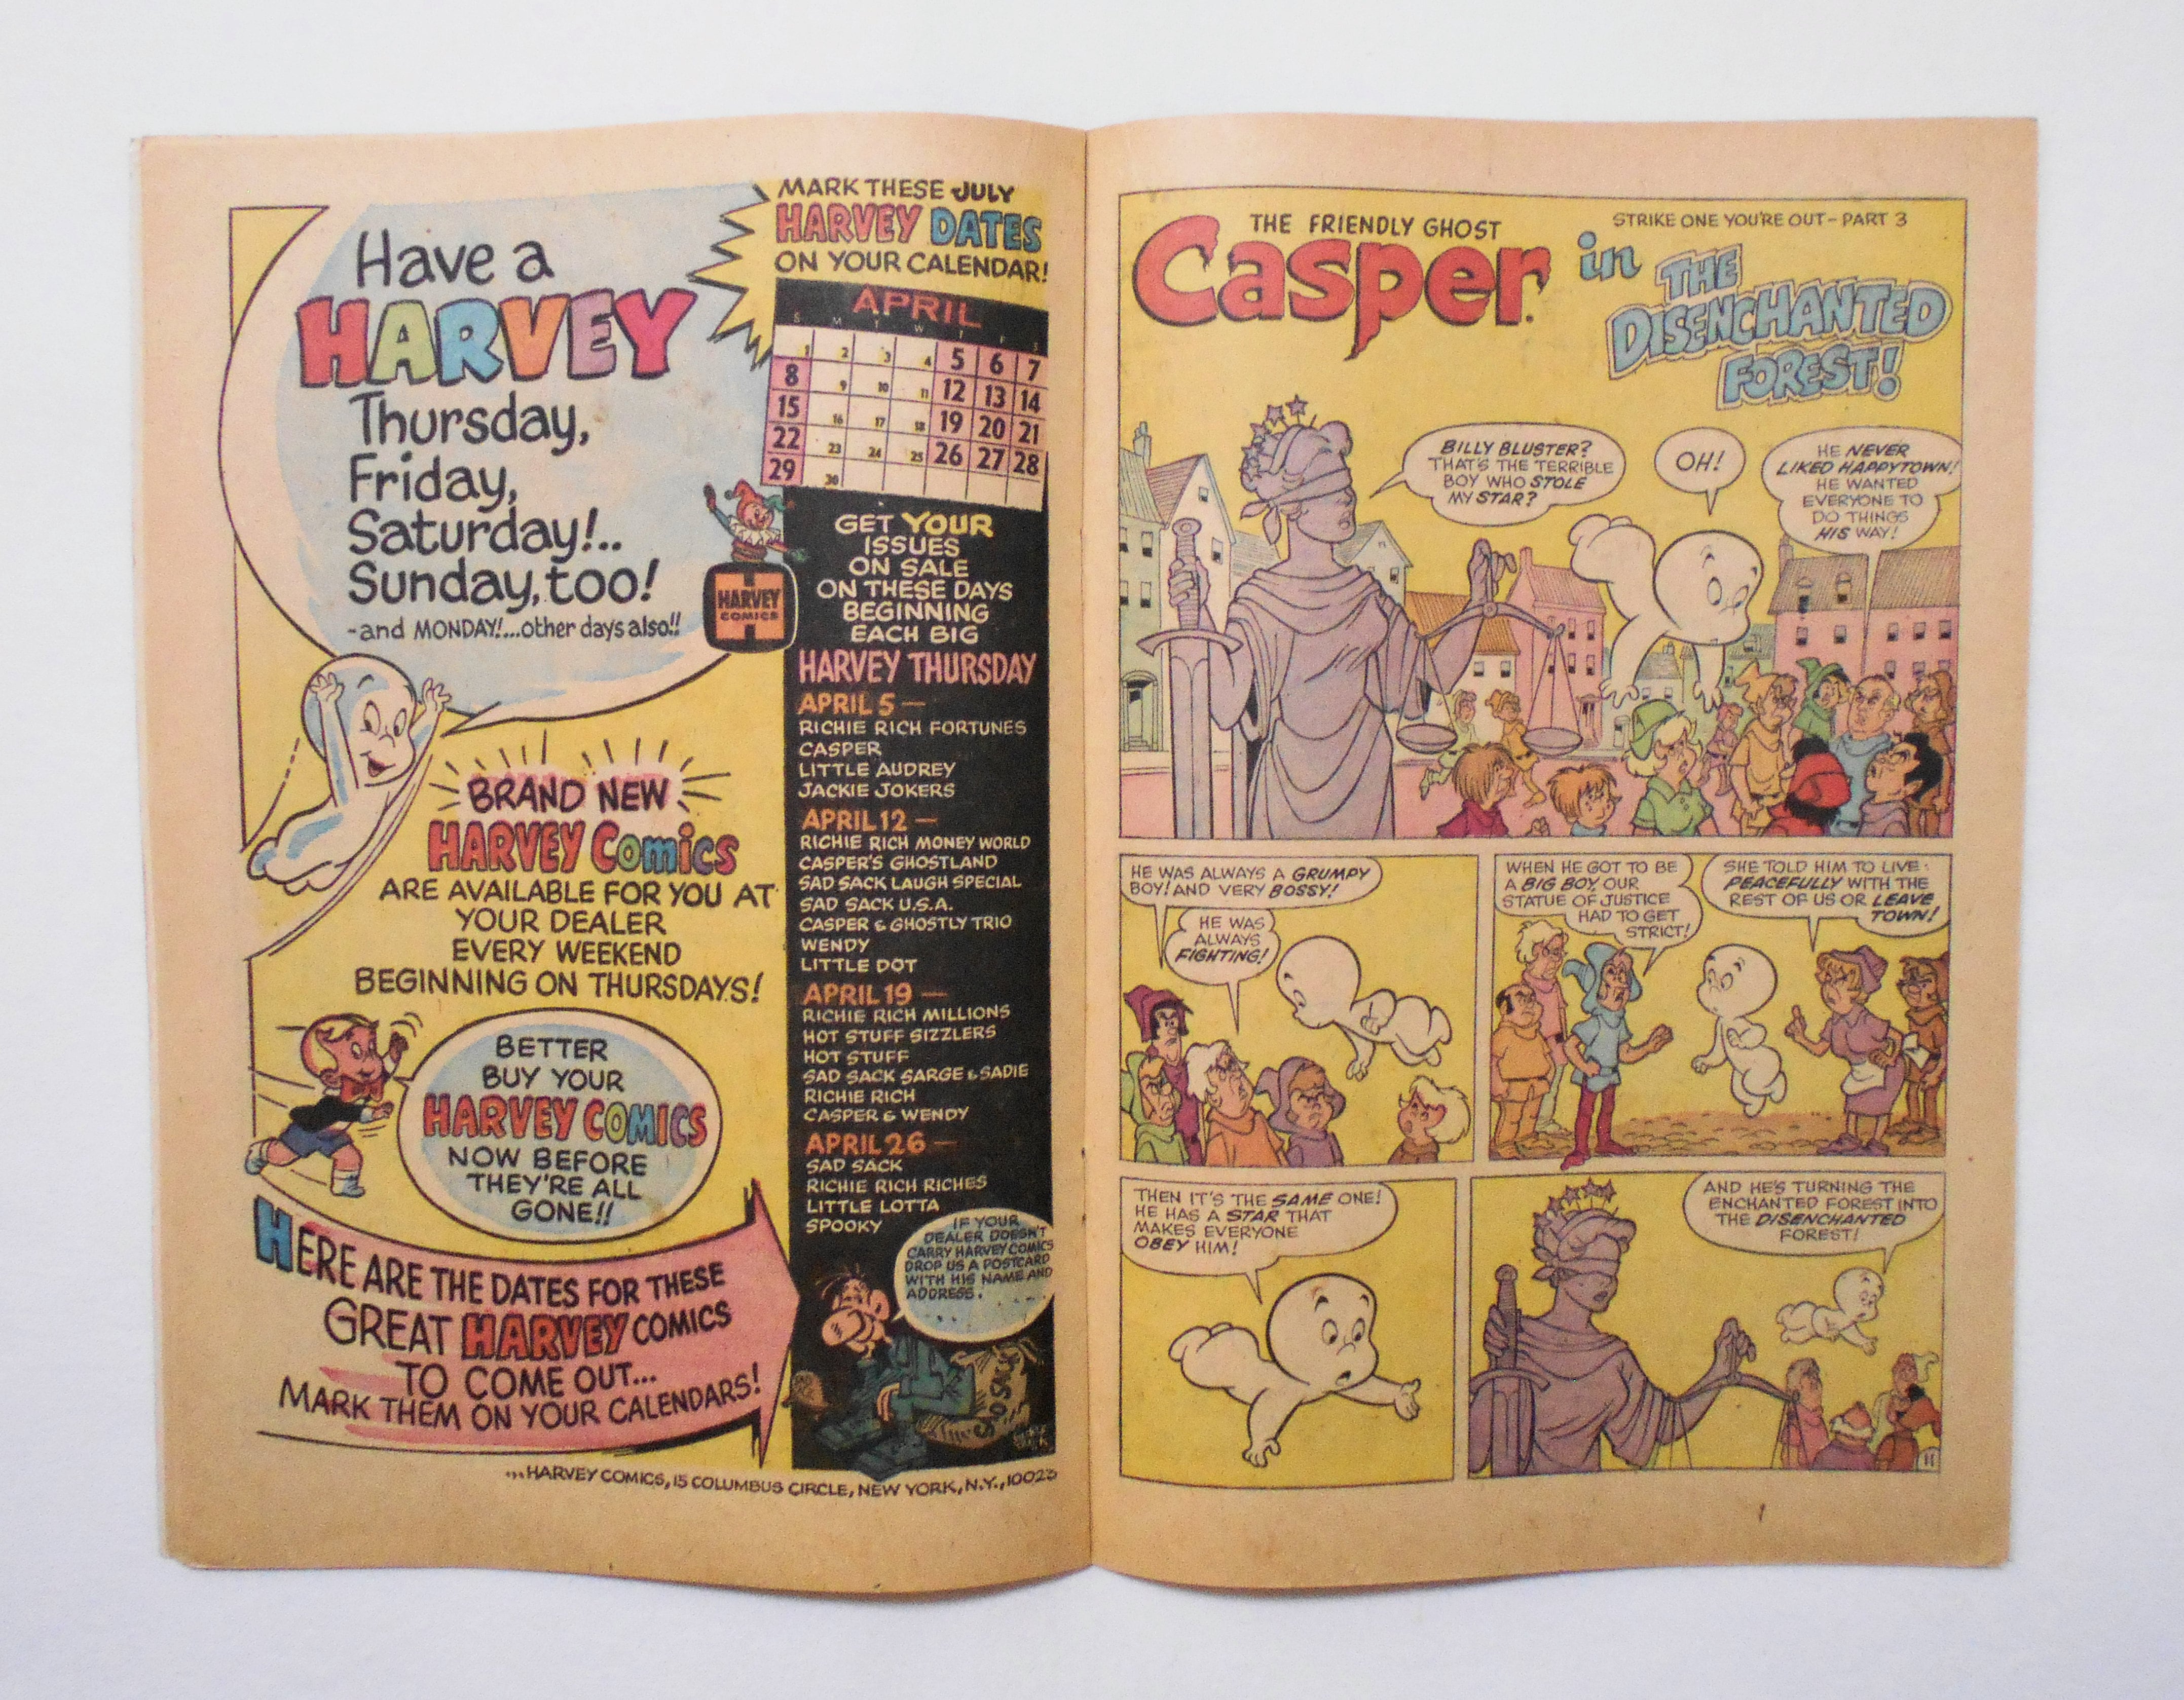 Have a
HARVEY
Thursday,
Friday,
Saturday!..
Sunday, too!
-and MONDAY!...other days also!!
HARVEY
COMICS
BRAND NEW
HARVEY Comics
ARE AVAILABLE FOR YOU AT
YOUR DEALER
EVERY WEEKEND
BEGINNING ON THURSDAYS!
BETTER
BUY YOUR
HARVEY COMICS
NOW BEFORE
THEY'RE ALL
GONE!!
HERE ARE THE DATES FOR THESE
GREAT HARVEY COMICS
TO COME OUT...
MARK THEM ON YOUR CALENDARS!
MARK THESE JULY
HARVEY DATES
ON YOUR CALENDAR!
APRIL
S M T W T F S
1 2 3 4 5 6 7
8 9 10 11 12 13 14
15 16 17 18 19 20 21
22 23 24 25 26 27 28
29 30
GET YOUR
ISSUES
ON SALE
ON THESE DAYS
BEGINNING
EACH BIG
HARVEY THURSDAY
APRIL 5 —
RICHIE RICH FORTUNES
CASPER
LITTLE AUDREY
JACKIE JOKERS
APRIL 12 —
RICHIE RICH MONEY WORLD
CASPER'S GHOSTLAND
SAD SACK LAUGH SPECIAL
SAD SACK U.S.A.
CASPER & GHOSTLY TRIO
WENDY
LITTLE DOT
APRIL 19 —
RICHIE RICH MILLIONS
HOT STUFF SIZZLERS
HOT STUFF
SAD SACK SARGE & SADIE
RICHIE RICH
CASPER & WENDY
APRIL 26 —
SAD SACK
RICHIE RICH RICHES
LITTLE LOTTA
SPOOKY
IF YOUR
DEALER DOESN'T
CARRY HARVEY COMICS
DROP US A POSTCARD
WITH HIS NAME AND
ADDRESS.
SAD SACK
...HARVEY COMICS, 15 COLUMBUS CIRCLE, NEW YORK, N.Y., 10023
THE FRIENDLY GHOST
Casper
STRIKE ONE YOU'RE OUT – PART 3
in THE
DISENCHANTED
FOREST!
BILLY BLUSTER?
THAT'S THE TERRIBLE
BOY WHO STOLE
MY STAR?
OH!
HE NEVER
LIKED HAPPYTOWN!
HE WANTED
EVERYONE TO
DO THINGS
HIS WAY!
HE WAS ALWAYS A GRUMPY
BOY! AND VERY BOSSY!
HE WAS
ALWAYS
FIGHTING!
WHEN HE GOT TO BE
A BIG BOY, OUR
STATUE OF JUSTICE
HAD TO GET
STRICT!
SHE TOLD HIM TO LIVE
PEACEFULLY WITH THE
REST OF US OR LEAVE
TOWN!
THEN IT'S THE SAME ONE!
HE HAS A STAR THAT
MAKES EVERYONE
OBEY HIM!
AND HE'S TURNING THE
ENCHANTED FOREST INTO
THE DISENCHANTED
FOREST!
11